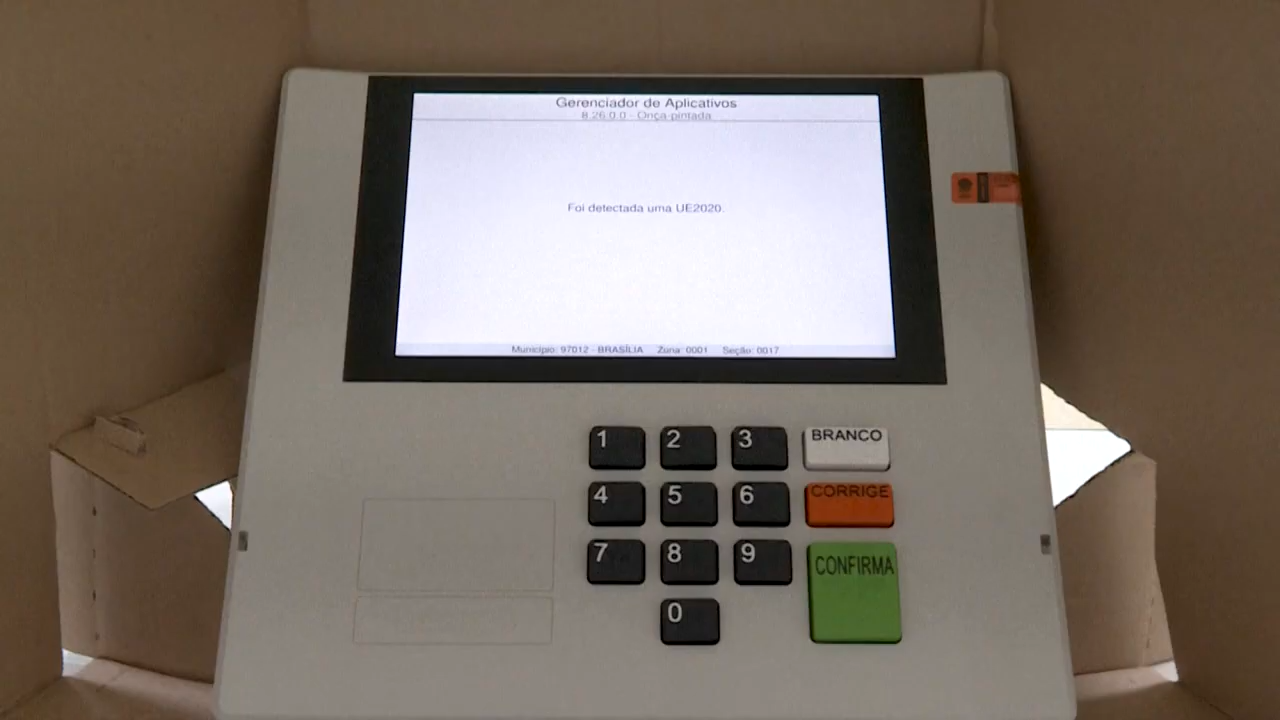 Gerenciador de Aplicativos
8.26.0.0 - Onça-pintada
Foi detectada uma UE2020.
Município: 97012 - BRASÍLIA Zona: 0001 Seção: 0017
1 2 3 BRANCO
4 5 6 CORRIGE
7 8 9 CONFIRMA
0